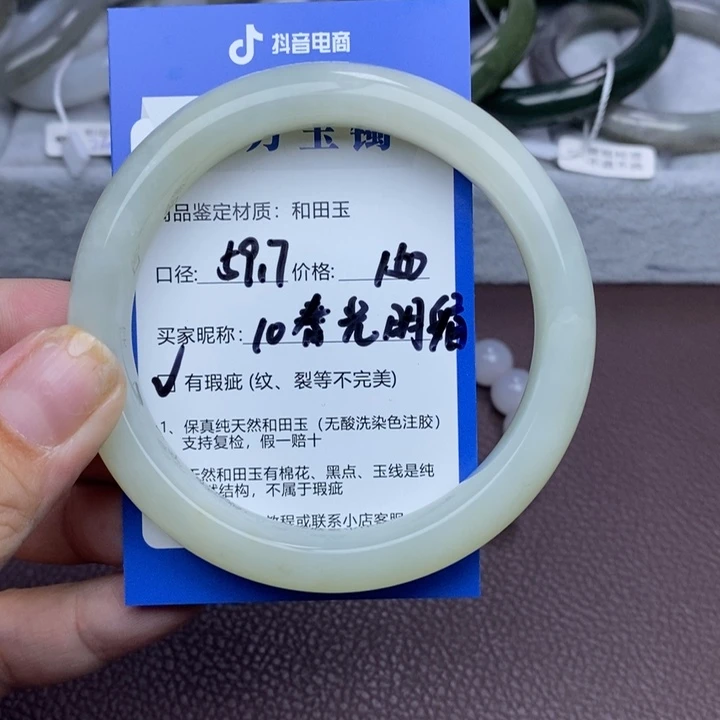 抖音电商
玉镯
商品鉴定材质：和田玉
口径: 59.7 价格:
买家昵称: 10春光明媚
✓ 有瑕疵 (纹、裂等不完美)
1、保真纯天然和田玉（无酸洗染色注胶）
支持复检，假一赔十
天然和田玉有棉花、黑点、玉线是纯
结构，不属于瑕疵
教程或联系小店客服